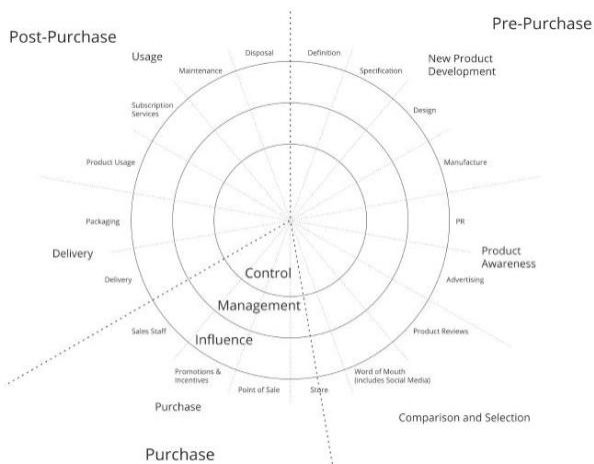 Pre-Purchase
Post-Purchase
Usage
Disposal
Definition
New Product
Development
Maintenance
Specification
Subscription
Services
Design
Product Usage
Manufacture
Packaging
PR
Delivery
Product
Awareness
Control
Delivery
Advertising
Management
Sales Staff
Influence
Product Reviews
Promotions &
Incentives
Word of Mouth
(includes Social Media)
Point of Sale
Store
Purchase
Comparison and Selection
Purchase